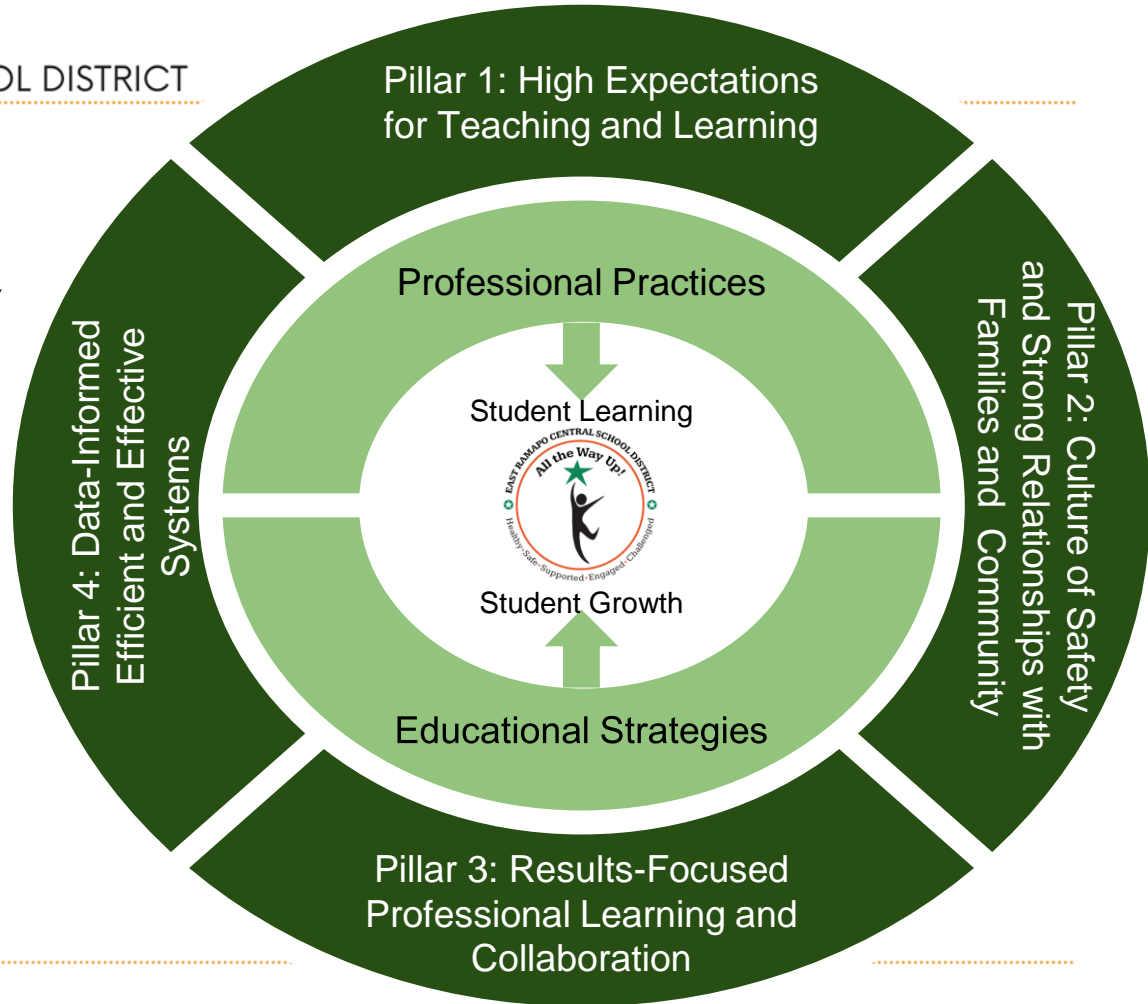 OL DISTRICT
Pillar 1: High Expectations
for Teaching and Learning
Professional Practices
Pillar 2: Culture of Safety
and Strong Relationships with
Families and Community
Pillar 4: Data-Informed
Efficient and Effective
Systems
Student Learning
EAST RAMAPO CENTRAL SCHOOL DISTRICT
All the Way Up!
Healthy•Safe•Supported•Engaged•Challenged
Student Growth
Educational Strategies
Pillar 3: Results-Focused
Professional Learning and
Collaboration